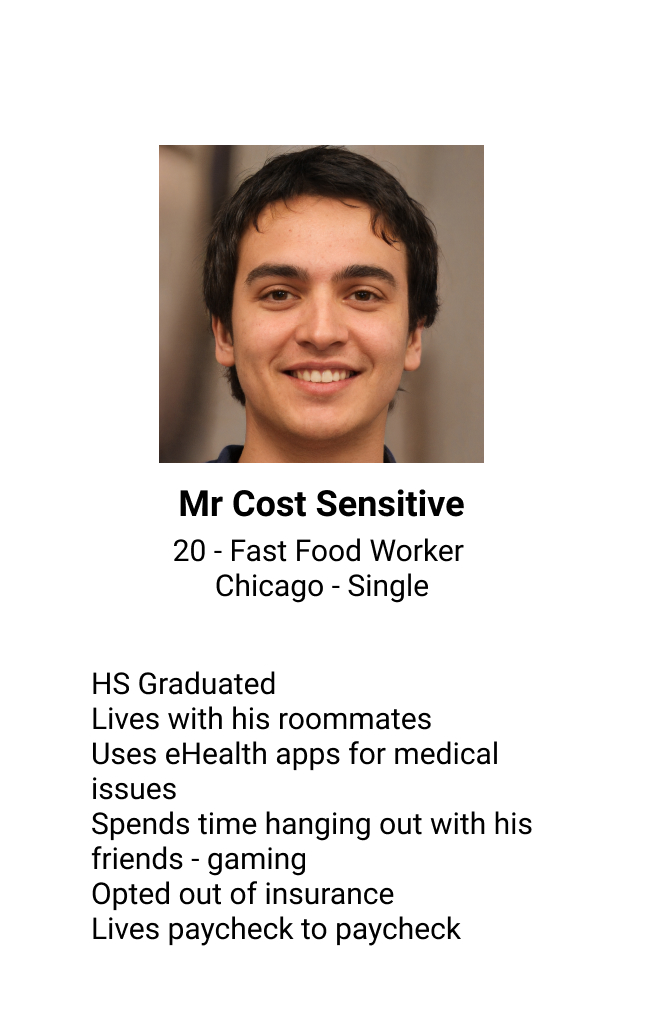 Mr Cost Sensitive
20 - Fast Food Worker
Chicago - Single
HS Graduated
Lives with his roommates
Uses eHealth apps for medical
issues
Spends time hanging out with his
friends - gaming
Opted out of insurance
Lives paycheck to paycheck